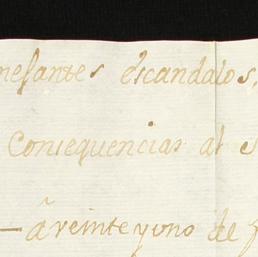 nefantes escandalos,
Consequencias al
â veinte y uno de